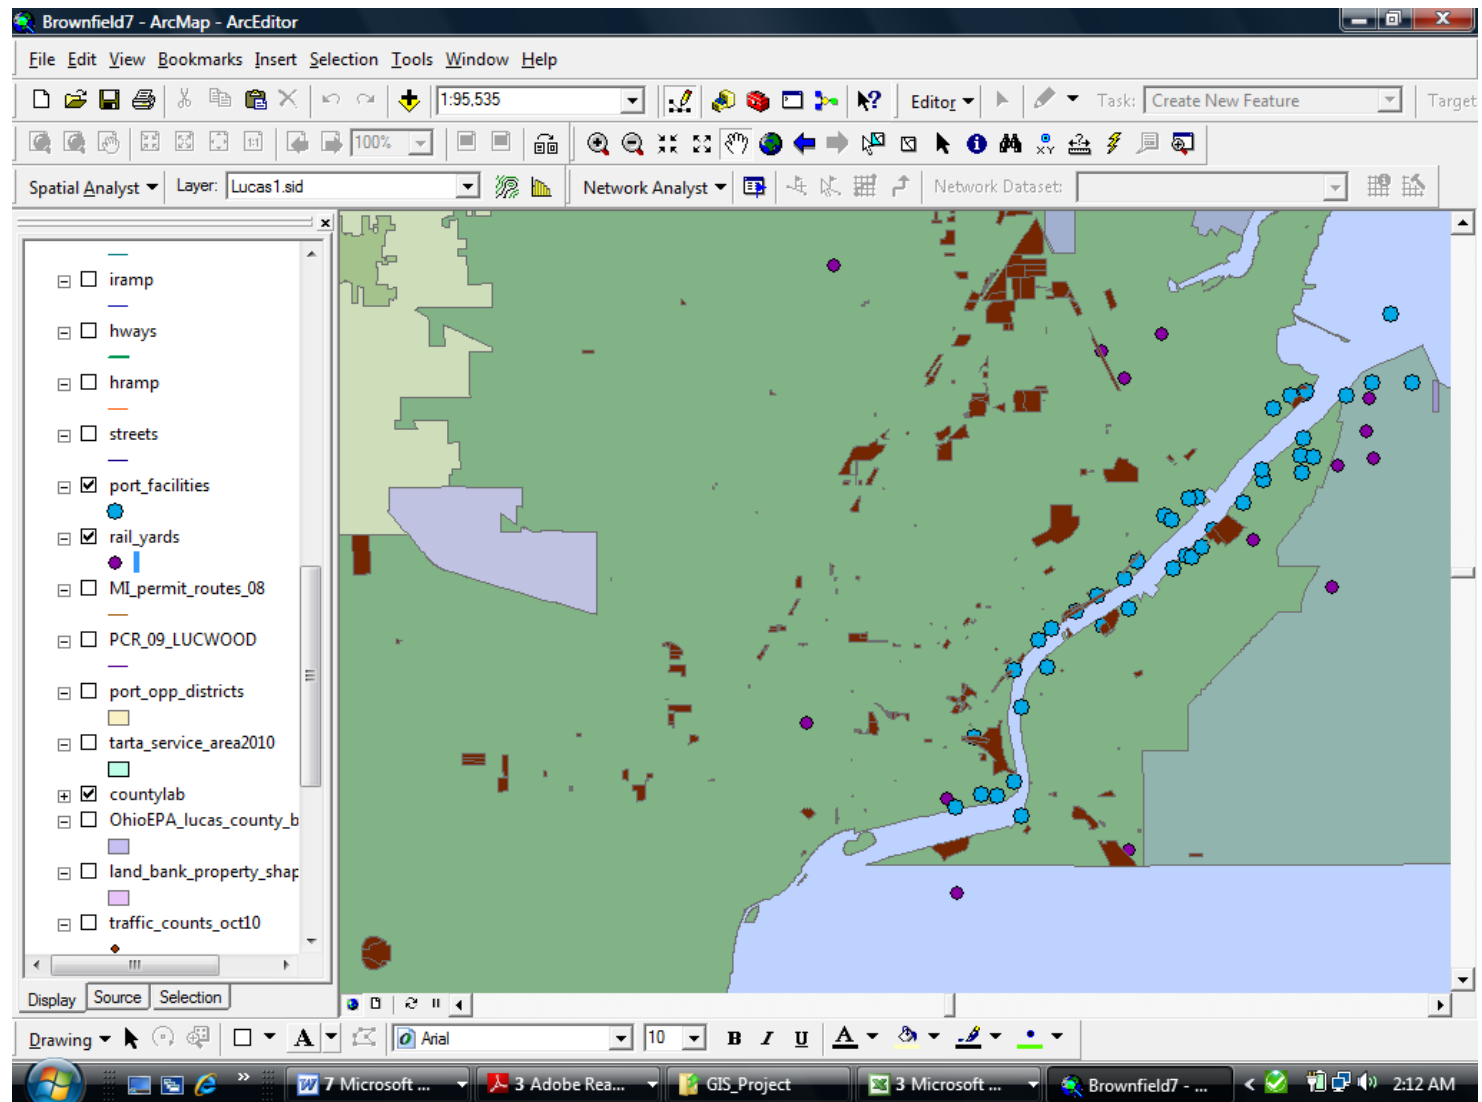 Brownfield7 - ArcMap - ArcEditor
File Edit View Bookmarks Insert Selection Tools Window Help
1:95,535 Editor Task: Create New Feature Target
100%
Spatial Analyst Layer: Lucas1.sid Network Analyst Network Dataset:
iramp
hways
hramp
streets
port_facilities
rail_yards
MI_permit_routes_08
PCR_09_LUCWOOD
port_opp_districts
tarta_service_area2010
countylab
OhioEPA_lucas_county_b
land_bank_property_shap
traffic_counts_oct10
Display Source Selection
Drawing A Arial 10 B I U A
7 Microsoft ... 3 Adobe Rea... GIS_Project 3 Microsoft ... Brownfield7 - ... 2:12 AM